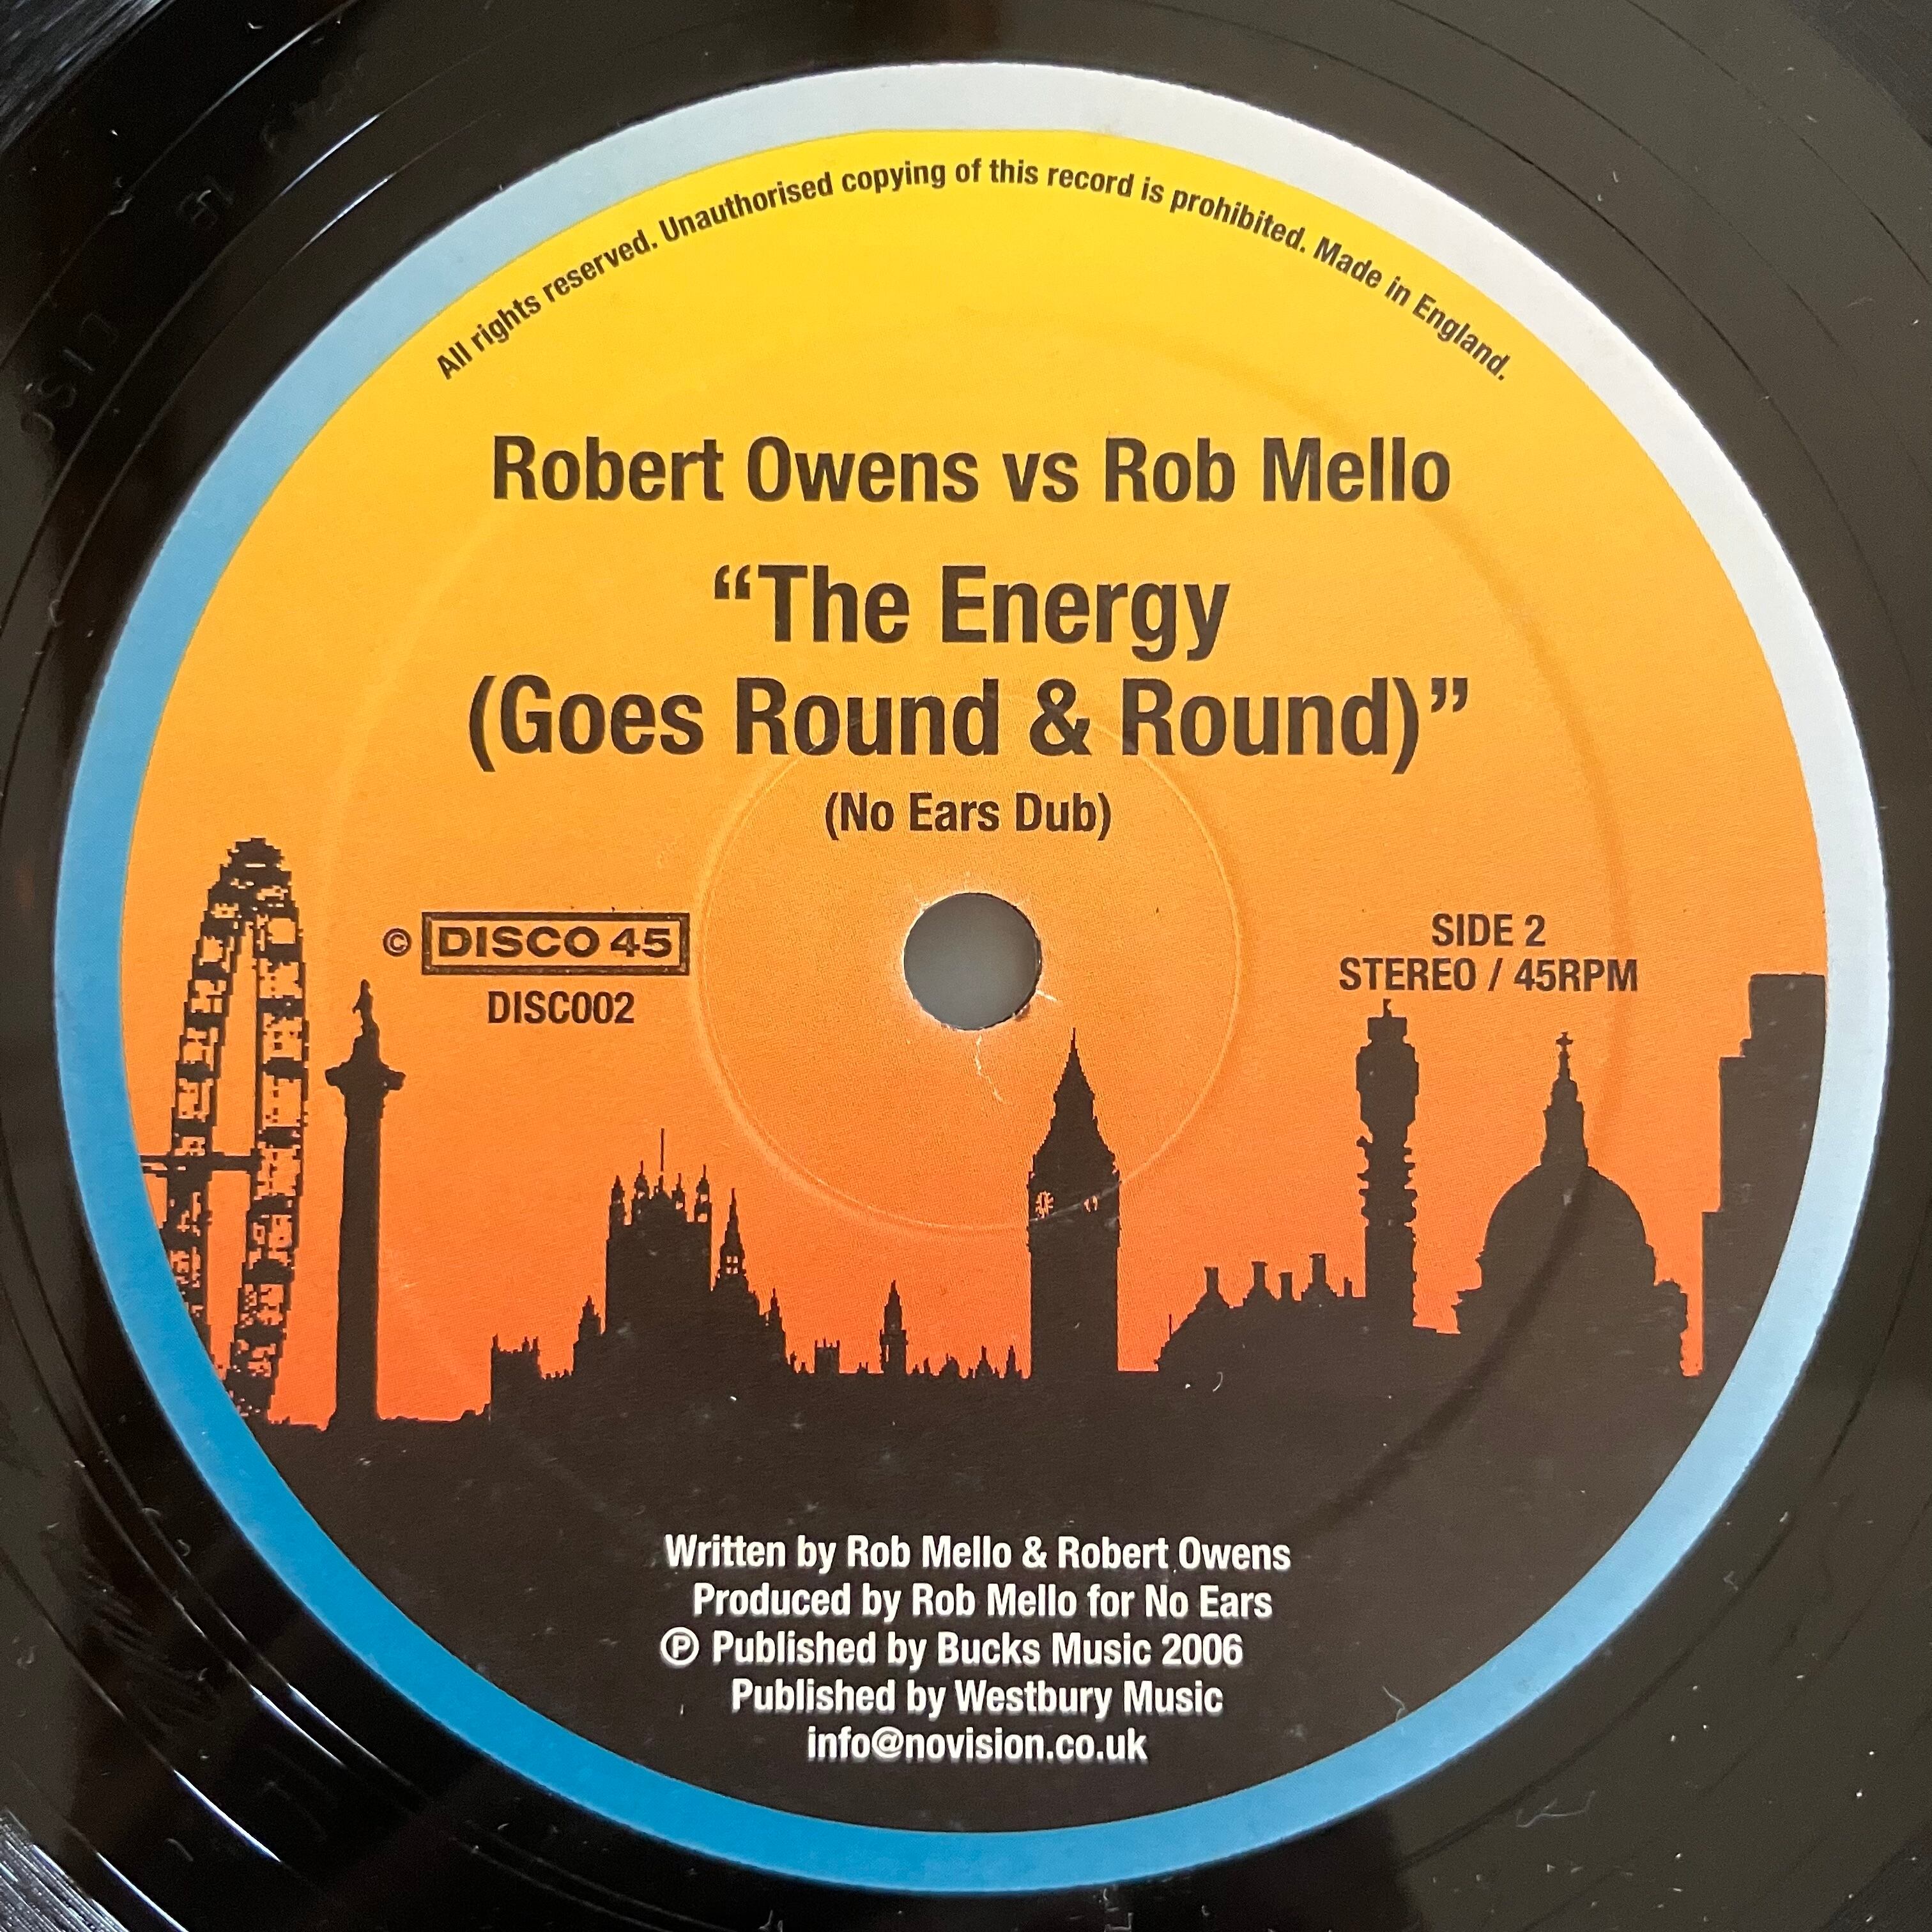 All rights reserved. Unauthorised copying of this record is prohibited. Made in England.
Robert Owens vs Rob Mello
“The Energy
(Goes Round & Round)”
(No Ears Dub)
© DISCO 45
DISC002
SIDE 2
STEREO / 45RPM
Written by Rob Mello & Robert Owens
Produced by Rob Mello for No Ears
℗ Published by Bucks Music 2006
Published by Westbury Music
info@novision.co.uk